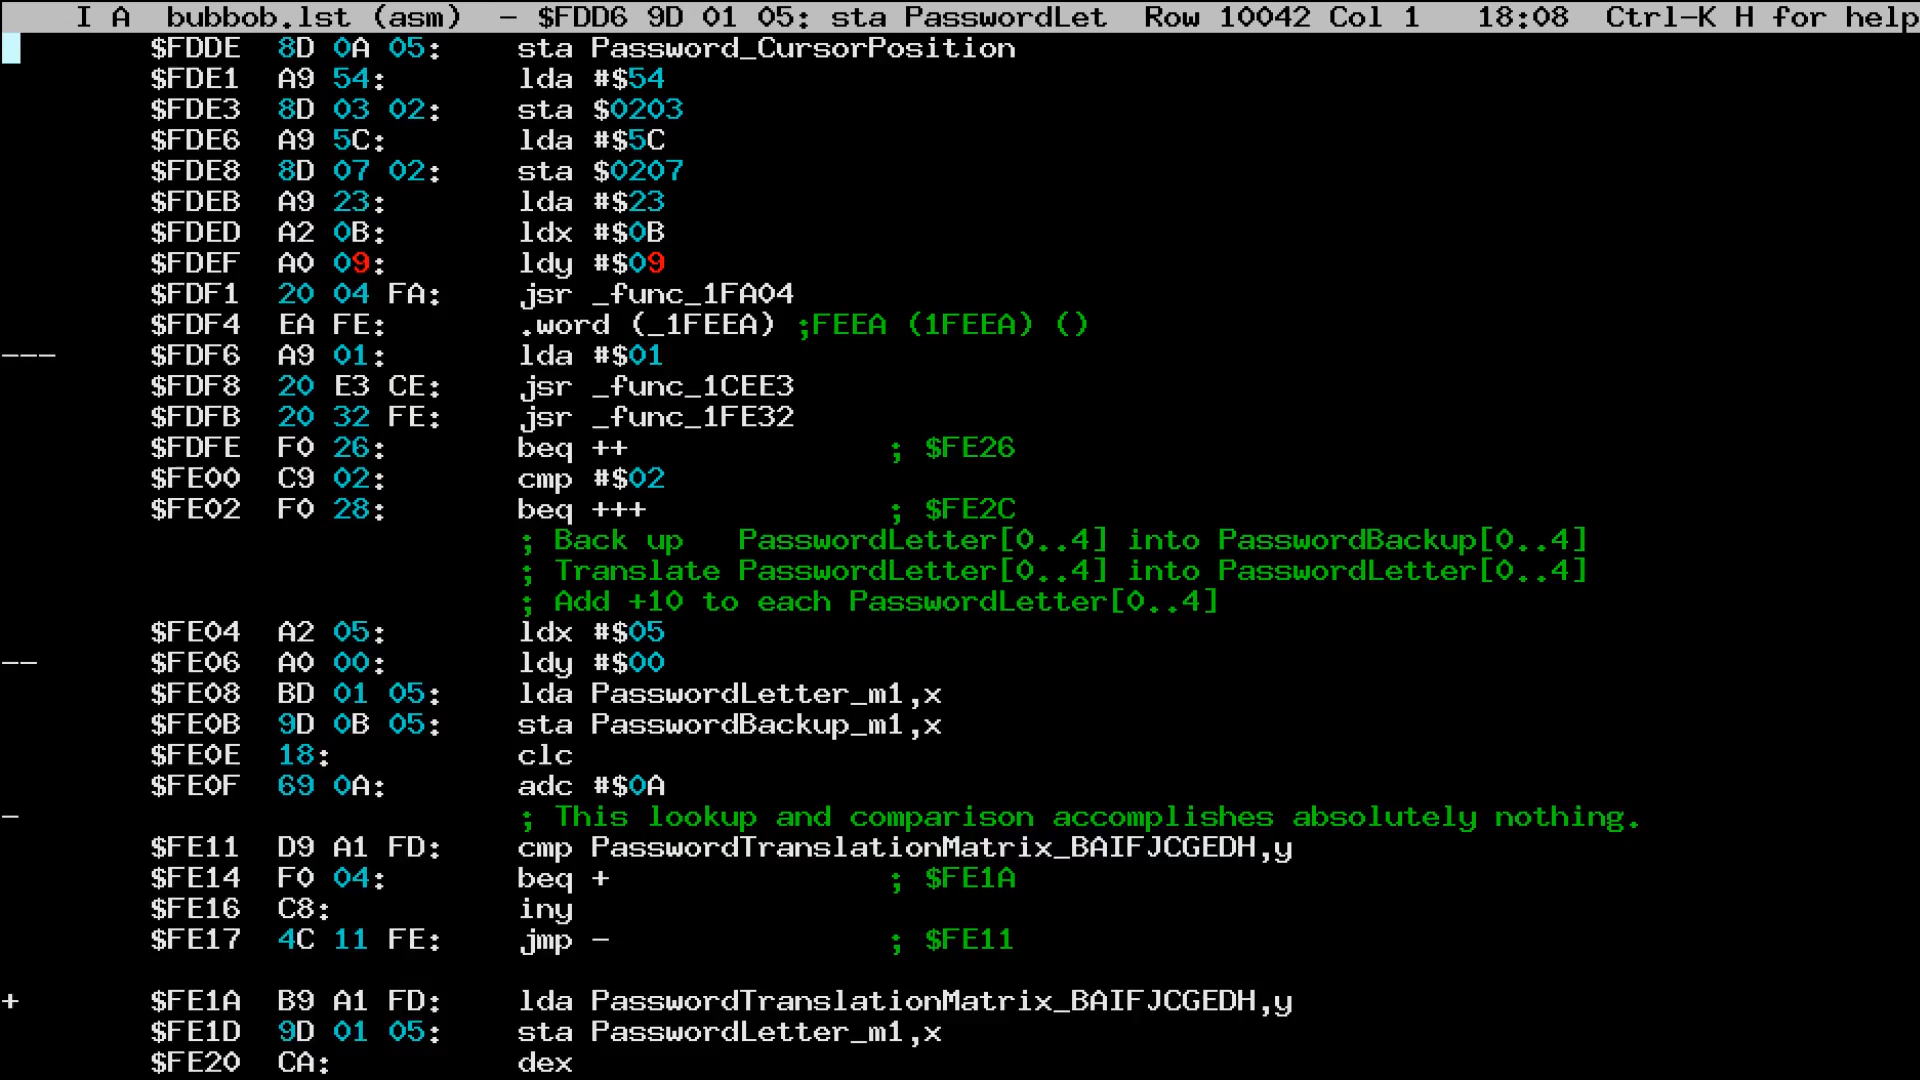 I A  bubbob.lst (asm)  - $FDD6 9D 01 05: sta PasswordLet  Row 10042 Col 1  18:08  Ctrl-K H for help
$FDDE  8D 0A 05:    sta Password_CursorPosition
$FDE1  A9 54:       lda #$54
$FDE3  8D 03 02:    sta $0203
$FDE6  A9 5C:       lda #$5C
$FDE8  8D 07 02:    sta $0207
$FDEB  A9 23:       lda #$23
$FDED  A2 0B:       ldx #$0B
$FDEF  A0 09:       ldy #$09
$FDF1  20 04 FA:    jsr _func_1FA04
$FDF4  EA FE:       .word (_1FEEA) ;FEEA (1FEEA) ()
---     $FDF6  A9 01:       lda #$01
$FDF8  20 E3 CE:    jsr _func_1CEE3
$FDFB  20 32 FE:    jsr _func_1FE32
$FDFE  F0 26:       beq ++              ; $FE26
$FE00  C9 02:       cmp #$02
$FE02  F0 28:       beq +++             ; $FE2C
; Back up   PasswordLetter[0..4] into PasswordBackup[0..4]
; Translate PasswordLetter[0..4] into PasswordLetter[0..4]
; Add +10 to each PasswordLetter[0..4]
$FE04  A2 05:       ldx #$05
--      $FE06  A0 00:       ldy #$00
$FE08  BD 01 05:    lda PasswordLetter_m1,x
$FE0B  9D 0B 05:    sta PasswordBackup_m1,x
$FE0E  18:          clc
$FE0F  69 0A:       adc #$0A
-       ; This lookup and comparison accomplishes absolutely nothing.
$FE11  D9 A1 FD:    cmp PasswordTranslationMatrix_BAIFJCGEDH,y
$FE14  F0 04:       beq +               ; $FE1A
$FE16  C8:          iny
$FE17  4C 11 FE:    jmp -               ; $FE11
+       $FE1A  B9 A1 FD:    lda PasswordTranslationMatrix_BAIFJCGEDH,y
$FE1D  9D 01 05:    sta PasswordLetter_m1,x
$FE20  CA:          dex